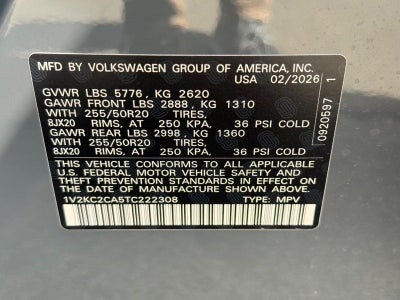 MFD BY VOLKSWAGEN GROUP OF AMERICA, INC.
USA 02/2026
GVWR LBS 5776, KG 2620
GAWR FRONT LBS 2888, KG 1310
WITH 255/50R20 TIRES,
8JX20 RIMS, AT 250 KPA, 36 PSI COLD
GAWR REAR LBS 2998, KG 1360
WITH 255/50R20 TIRES,
8JX20 RIMS, AT 250 KPA, 36 PSI COLD
THIS VEHICLE CONFORMS TO ALL APPLICABLE
U.S. FEDERAL MOTOR VEHICLE SAFETY AND
THEFT PREVENTION STANDARDS IN EFFECT ON
THE DATE OF MANUFACTURE SHOWN ABOVE.
1V2KC2CA5TC222308 TYPE: MPV
0920597 1